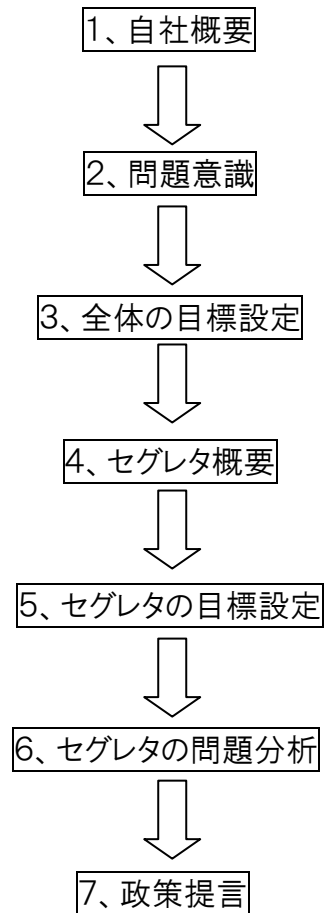 1、自社概要
2、問題意識
3、全体の目標設定
4、セグレタ概要
5、セグレタの目標設定
6、セグレタの問題分析
7、政策提言